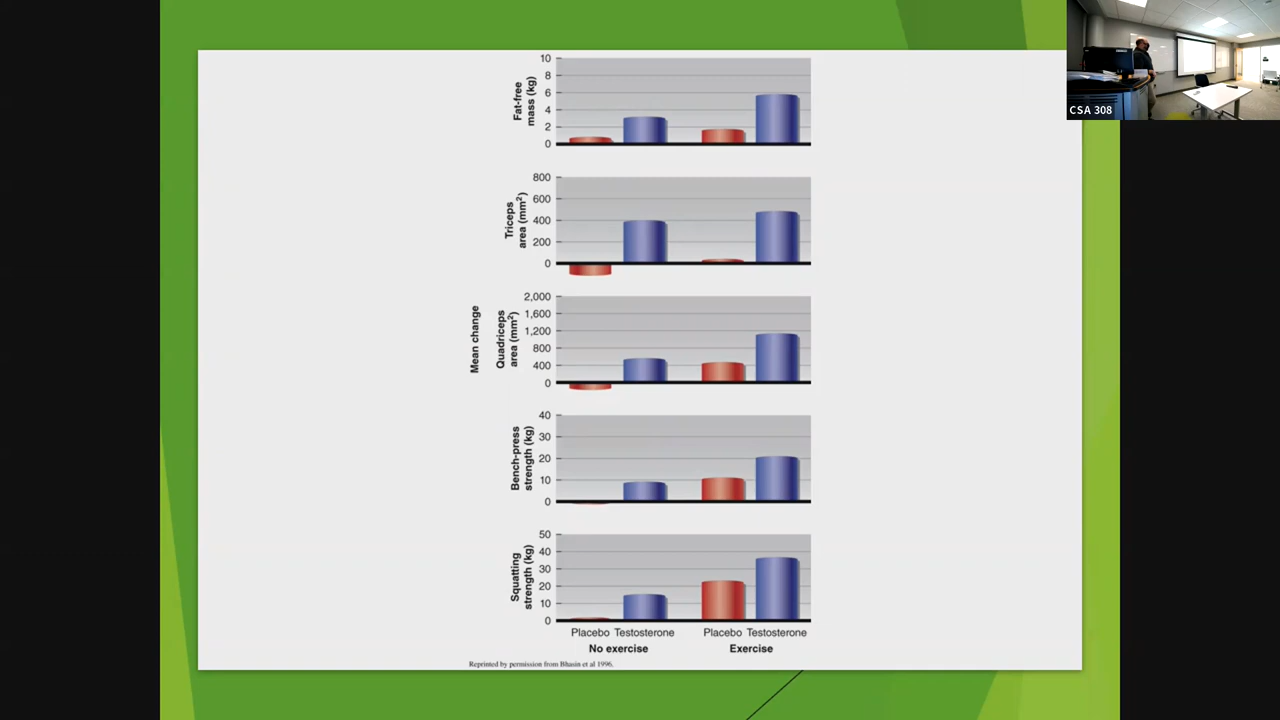 CSA 308
Mean change
Fat-free
mass (kg)
10
8
6
4
2
0
Triceps
area (mm²)
800
600
400
200
0
Quadriceps
area (mm²)
2,000
1,600
1,200
800
400
0
Bench-press
strength (kg)
40
30
20
10
0
Squatting
strength (kg)
50
40
30
20
10
0
Placebo Testosterone Placebo Testosterone
No exercise Exercise
Reprinted by permission from Bhasin et al 1996.